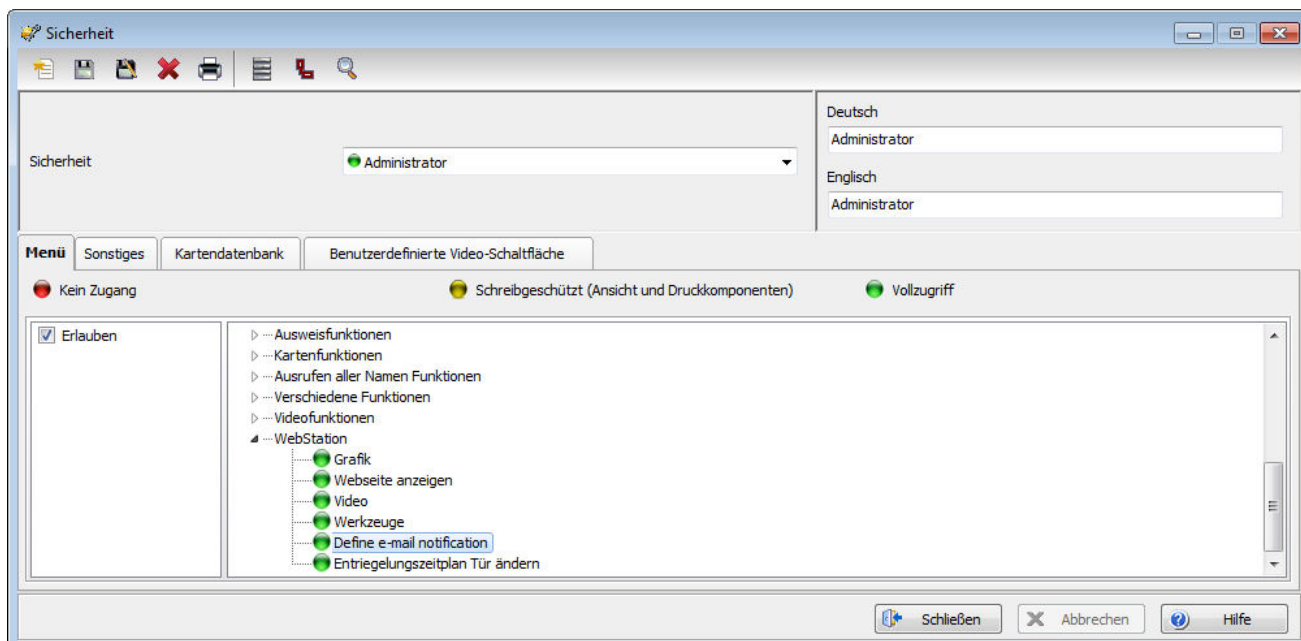 Sicherheit
Deutsch
Administrator
Sicherheit
Administrator
Englisch
Administrator
Menü Sonstiges Kartendatenbank Benutzerdefinierte Video-Schaltfläche
Kein Zugang Schreibgeschützt (Ansicht und Druckkomponenten) Vollzugriff
Erlauben
Ausweisfunktionen
Kartenfunktionen
Ausrufen aller Namen Funktionen
Verschiedene Funktionen
Videofunktionen
WebStation
Grafik
Webseite anzeigen
Video
Werkzeuge
Define e-mail notification
Entriegelungszeitplan Tür ändern
Schließen Abbrechen Hilfe